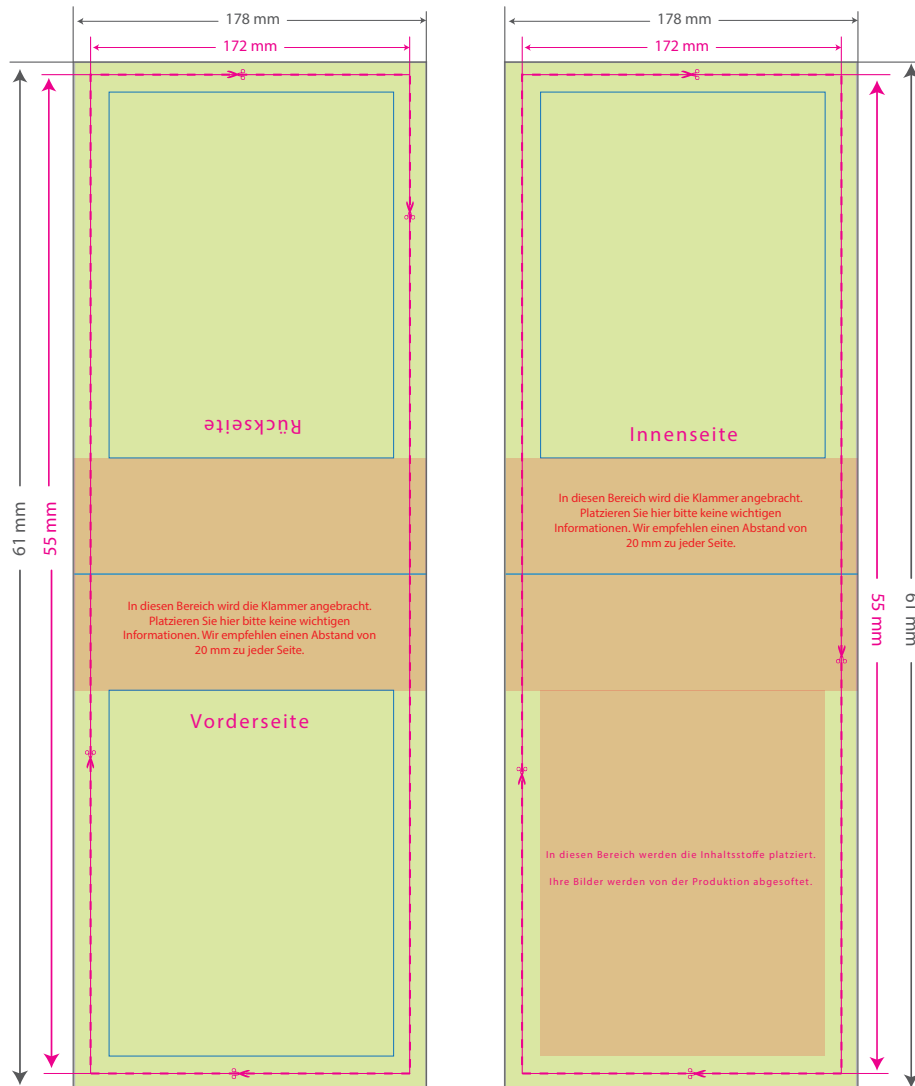 178 mm
172 mm
61 mm
55 mm
Rückseite
In diesen Bereich wird die Klammer angebracht.
Platzieren Sie hier bitte keine wichtigen
Informationen. Wir empfehlen einen Abstand von
20 mm zu jeder Seite.
Vorderseite
178 mm
172 mm
Innenseite
In diesen Bereich wird die Klammer angebracht.
Platzieren Sie hier bitte keine wichtigen
Informationen. Wir empfehlen einen Abstand von
20 mm zu jeder Seite.
In diesen Bereich werden die Inhaltsstoffe platziert.
Ihre Bilder werden von der Produktion abgesoftet.
55 mm
61 mm